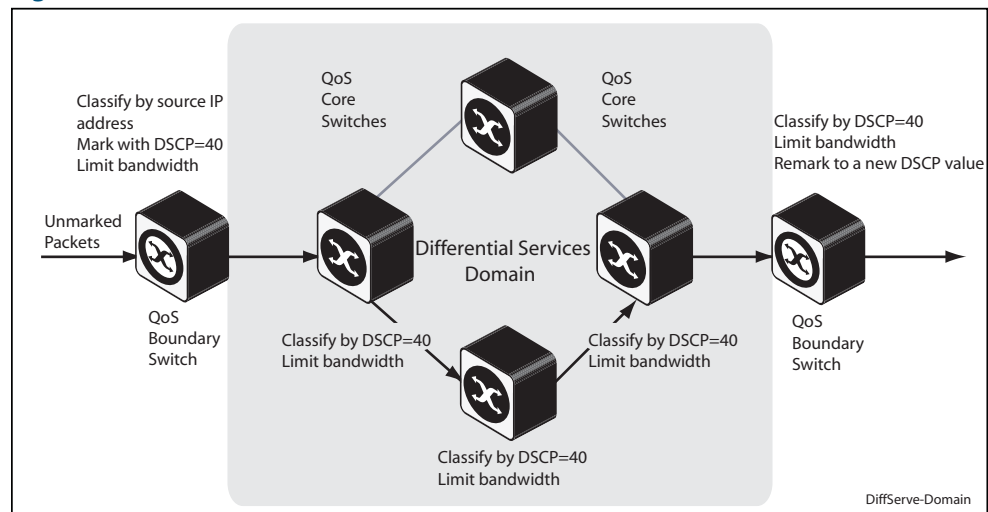 QoS
Core
Switches
QoS
Core
Switches
Classify by source IP
address
Mark with DSCP=40
Limit bandwidth
Classify by DSCP=40
Limit bandwidth
Remark to a new DSCP value
Unmarked
Packets
Differential Services
Domain
QoS
Boundary
Switch
Classify by DSCP=40
Limit bandwidth
Classify by DSCP=40
Limit bandwidth
QoS
Boundary
Switch
Classify by DSCP=40
Limit bandwidth
DiffServe-Domain